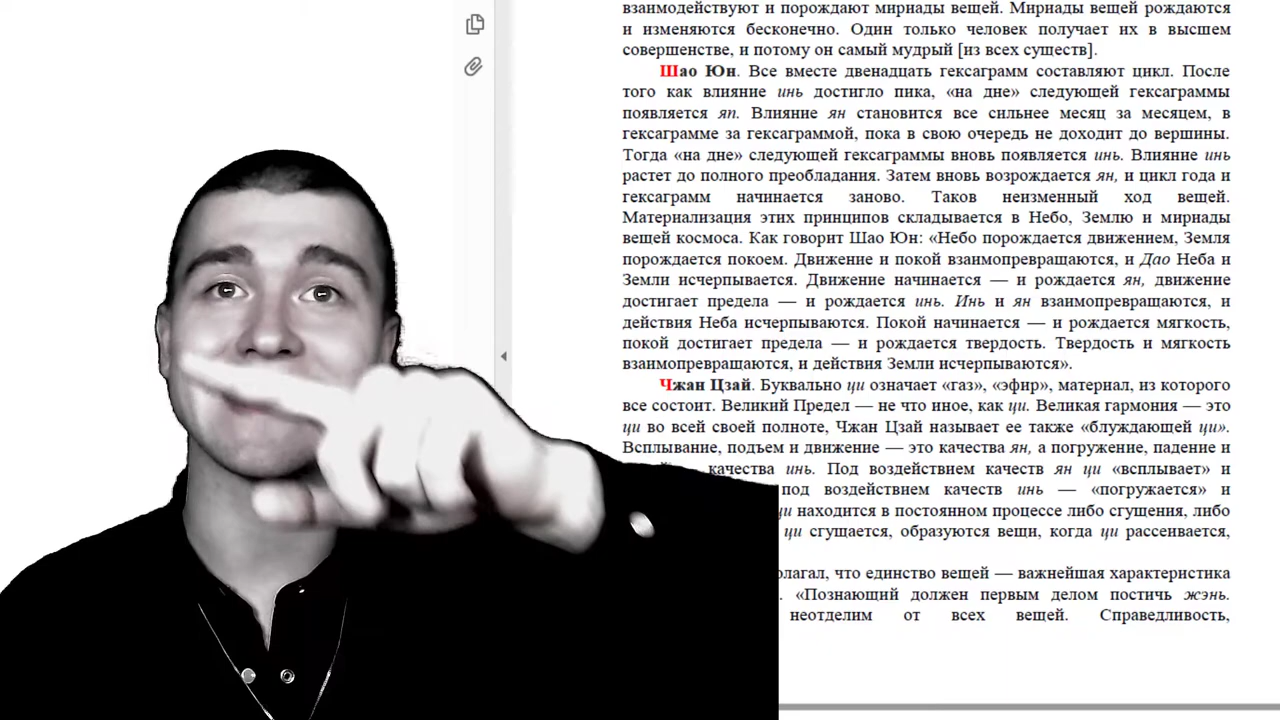 взаимодействуют и порождают мириады вещей. Мириады вещей рождаются
и изменяются бесконечно. Один только человек получает их в высшем
совершенстве, и потому он самый мудрый [из всех существ].
Шао Юн. Все вместе двенадцать гексаграмм составляют цикл. После
того как влияние инь достигло пика, «на дне» следующей гексаграммы
появляется яп. Влияние ян становится все сильнее месяц за месяцем, в
гексаграмме за гексаграммой, пока в свою очередь не доходит до вершины.
Тогда «на дне» следующей гексаграммы вновь появляется инь. Влияние инь
растет до полного преобладания. Затем вновь возрождается ян, и цикл года и
гексаграмм начинается заново. Таков неизменный ход вещей.
Материализация этих принципов складывается в Небо, Землю и мириады
вещей космоса. Как говорит Шао Юн: «Небо порождается движением, Земля
порождается покоем. Движение и покой взаимопревращаются, и Дао Неба и
Земли исчерпывается. Движение начинается — и рождается ян, движение
достигает предела — и рождается инь. Инь и ян взаимопревращаются, и
действия Неба исчерпываются. Покой начинается — и рождается мягкость,
покой достигает предела — и рождается твердость. Твердость и мягкость
взаимопревращаются, и действия Земли исчерпываются».
Чжан Цзай. Буквально ци означает «газ», «эфир», материал, из которого
все состоит. Великий Предел — не что иное, как ци. Великая гармония — это
ци во всей своей полноте, Чжан Цзай называет ее также «блуждающей ци».
Всплывание, подъем и движение — это качества ян, а погружение, падение и
качества инь. Под воздействием качеств ян ци «всплывает» и
под воздействием качеств инь — «погружается» и
ци находится в постоянном процессе либо сгущения, либо
ци сгущается, образуются вещи, когда ци рассеивается,
что единство вещей — важнейшая характеристика
«Познающий должен первым делом постичь жэнь.
неотделим от всех вещей. Справедливость,